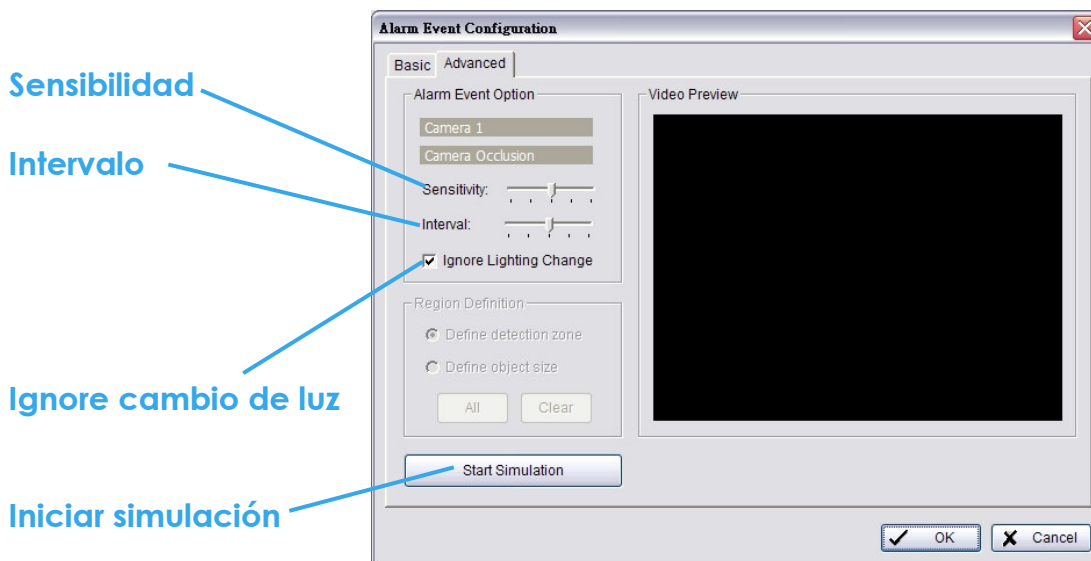 Alarm Event Configuration
Basic
Advanced
Sensibilidad
Alarm Event Option
Video Preview
Camera 1
Camera Occlusion
Intervalo
Sensitivity:
Interval:
Ignore Lighting Change
Region Definition
Define detection zone
Define object size
Ignore cambio de luz
All
Clear
Start Simulation
Iniciar simulación
OK
Cancel